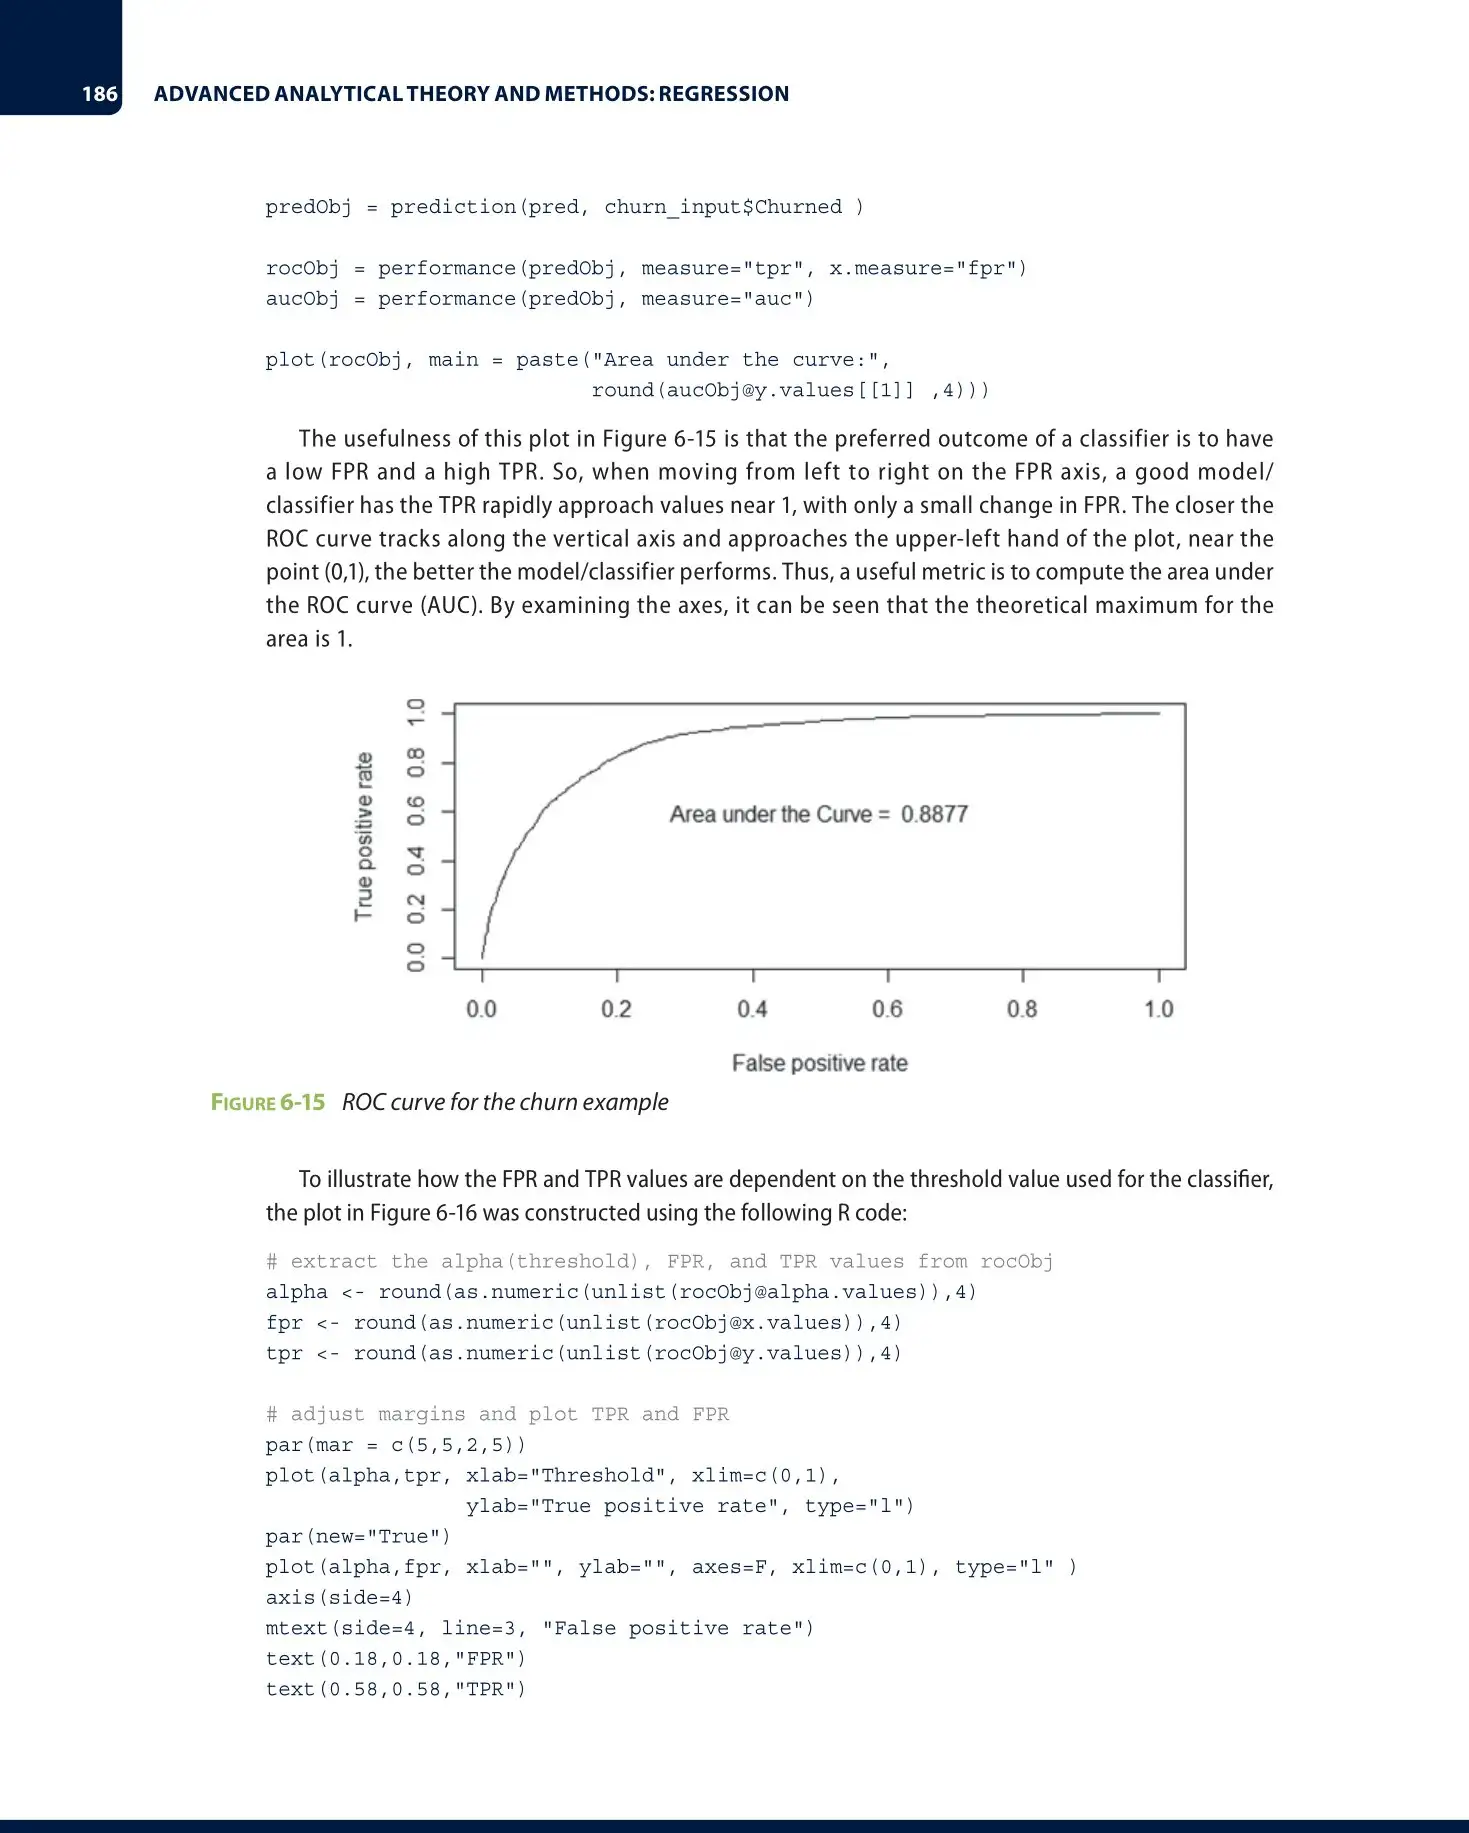 186 ADVANCED ANALYTICAL THEORY AND METHODS: REGRESSION
predObj = prediction(pred, churn_input$Churned )
rocObj = performance(predObj, measure="tpr", x.measure="fpr")
aucObj = performance(predObj, measure="auc")
plot(rocObj, main = paste("Area under the curve:",
round(aucObj@y.values[[1]] ,4)))
The usefulness of this plot in Figure 6-15 is that the preferred outcome of a classifier is to have
a low FPR and a high TPR. So, when moving from left to right on the FPR axis, a good model/
classifier has the TPR rapidly approach values near 1, with only a small change in FPR. The closer the
ROC curve tracks along the vertical axis and approaches the upper-left hand of the plot, near the
point (0,1), the better the model/classifier performs. Thus, a useful metric is to compute the area under
the ROC curve (AUC). By examining the axes, it can be seen that the theoretical maximum for the
area is 1.
True positive rate
1.0
0.8
0.6
0.4
0.2
0.0
Area under the Curve = 0.8877
0.0 0.2 0.4 0.6 0.8 1.0
False positive rate
FIGURE 6-15 ROC curve for the churn example
To illustrate how the FPR and TPR values are dependent on the threshold value used for the classifier,
the plot in Figure 6-16 was constructed using the following R code:
# extract the alpha(threshold), FPR, and TPR values from rocObj
alpha <- round(as.numeric(unlist(rocObj@alpha.values)),4)
fpr <- round(as.numeric(unlist(rocObj@x.values)),4)
tpr <- round(as.numeric(unlist(rocObj@y.values)),4)
# adjust margins and plot TPR and FPR
par(mar = c(5,5,2,5))
plot(alpha,tpr, xlab="Threshold", xlim=c(0,1),
ylab="True positive rate", type="l")
par(new="True")
plot(alpha,fpr, xlab="", ylab="", axes=F, xlim=c(0,1), type="l" )
axis(side=4)
mtext(side=4, line=3, "False positive rate")
text(0.18,0.18,"FPR")
text(0.58,0.58,"TPR")